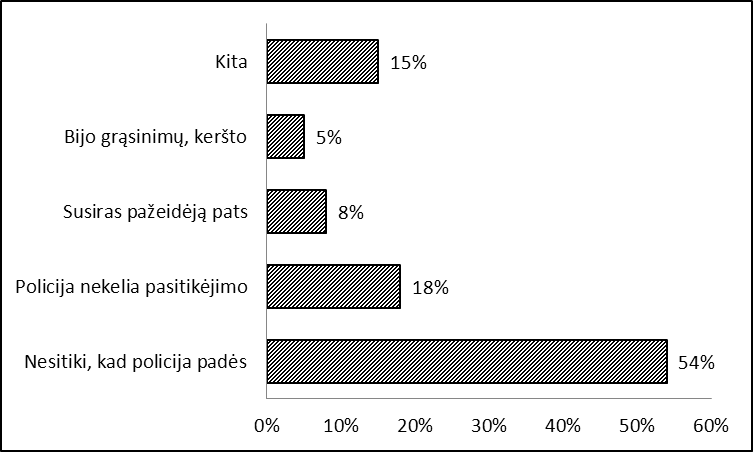 Kita 15%
Bijo grąsinimų, keršto 5%
Susiras pažeidėją pats 8%
Policija nekelia pasitikėjimo 18%
Nesitiki, kad policija padės 54%
0% 10% 20% 30% 40% 50% 60%